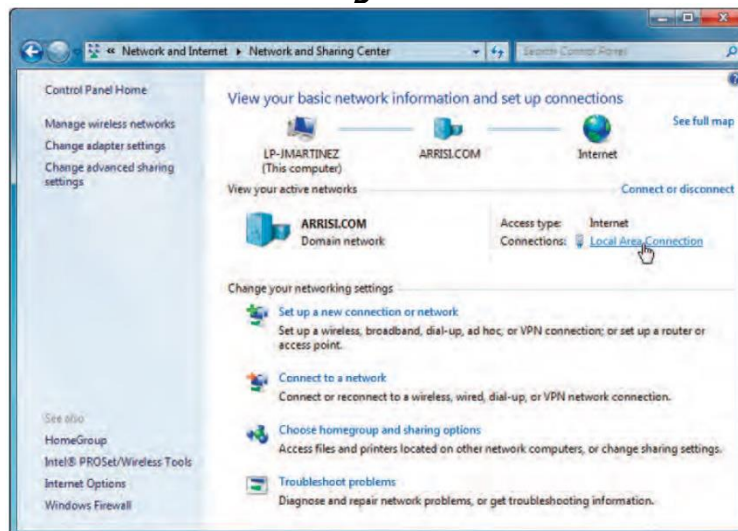 « Network and Internet ▸ Network and Sharing Center
Search Control Panel
Control Panel Home
Manage wireless networks
Change adapter settings
Change advanced sharing
settings
See also
HomeGroup
Intel® PROSet/Wireless Tools
Internet Options
Windows Firewall
View your basic network information and set up connections
See full map
LP-JMARTINEZ
(This computer)
ARRISI.COM
Internet
View your active networks
Connect or disconnect
ARRISI.COM
Domain network
Access type: Internet
Connections: Local Area Connection
Change your networking settings
Set up a new connection or network
Set up a wireless, broadband, dial-up, ad hoc, or VPN connection; or set up a router or
access point.
Connect to a network
Connect or reconnect to a wireless, wired, dial-up, or VPN network connection.
Choose homegroup and sharing options
Access files and printers located on other network computers, or change sharing settings.
Troubleshoot problems
Diagnose and repair network problems, or get troubleshooting information.